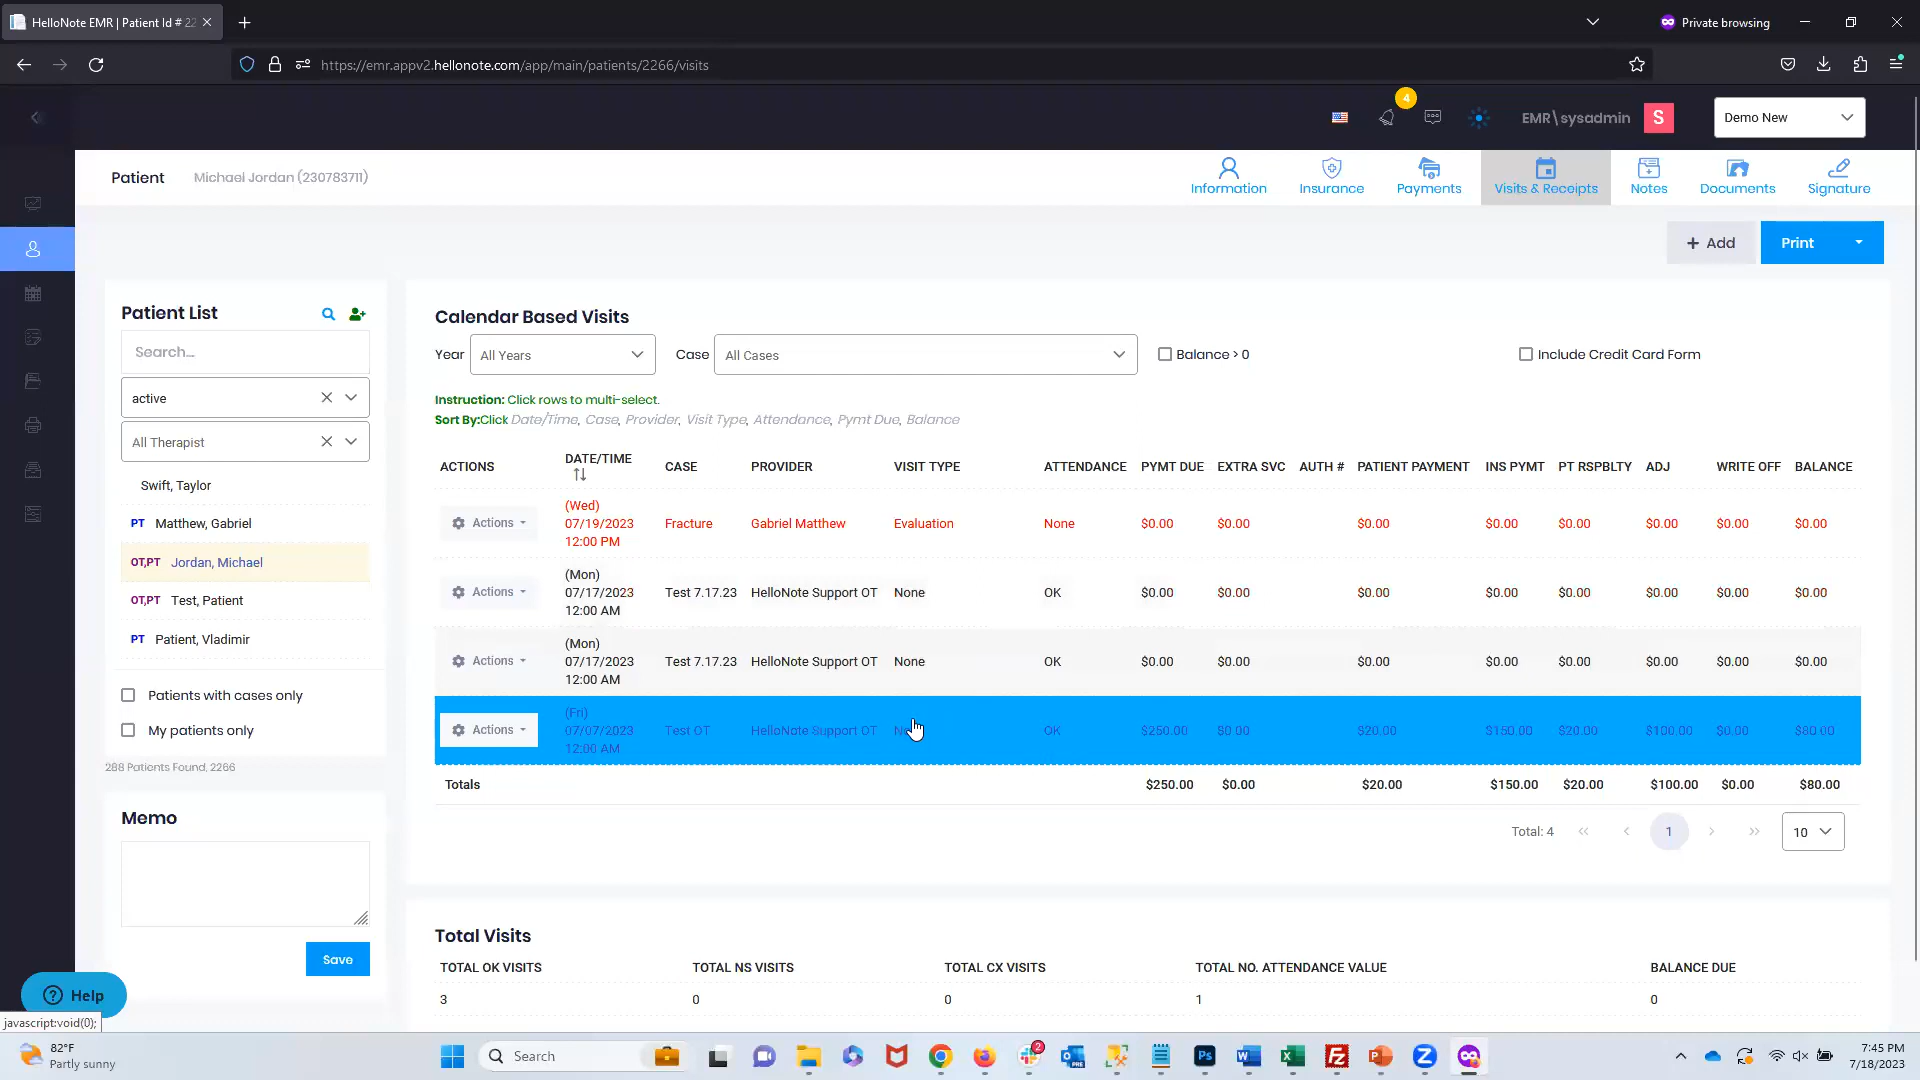 HelloNote EMR | Patient Id # 22
Private browsing
https://emr.appv2.hellonote.com/app/main/patients/2266/visits
4
EMR\sysadmin
S
Demo New
Patient
Michael Jordan (230783711)
Information
Insurance
Payments
Visits & Receipts
Notes
Documents
Signature
+ Add
Print
Patient List
Search...
active
All Therapist
Swift, Taylor
PT Matthew, Gabriel
OT,PT Jordan, Michael
OT,PT Test, Patient
PT Patient, Vladimir
Patients with cases only
My patients only
288 Patients Found, 2266
Memo
Save
Help
javascript:void(0);
Calendar Based Visits
Year All Years Case All Cases Balance > 0 Include Credit Card Form
Instruction: Click rows to multi-select.
Sort By:Click Date/Time, Case, Provider, Visit Type, Attendance, Pymt Due, Balance
ACTIONS DATE/TIME CASE PROVIDER VISIT TYPE ATTENDANCE PYMT DUE EXTRA SVC AUTH # PATIENT PAYMENT INS PYMT PT RSPBLTY ADJ WRITE OFF BALANCE
(Wed)
Actions 07/19/2023 Fracture Gabriel Matthew Evaluation None $0.00 $0.00 $0.00 $0.00 $0.00 $0.00 $0.00 $0.00
12:00 PM
(Mon)
Actions 07/17/2023 Test 7.17.23 HelloNote Support OT None OK $0.00 $0.00 $0.00 $0.00 $0.00 $0.00 $0.00 $0.00
12:00 AM
(Mon)
Actions 07/17/2023 Test 7.17.23 HelloNote Support OT None OK $0.00 $0.00 $0.00 $0.00 $0.00 $0.00 $0.00 $0.00
12:00 AM
(Fri)
Actions 07/07/2023 Test OT HelloNote Support OT OK $250.00 $0.00 $20.00 $150.00 $20.00 $100.00 $0.00 $80.00
12:00 AM
Totals $250.00 $0.00 $20.00 $150.00 $20.00 $100.00 $0.00 $80.00
Total: 4 1 10
Total Visits
TOTAL OK VISITS TOTAL NS VISITS TOTAL CX VISITS TOTAL NO. ATTENDANCE VALUE BALANCE DUE
3 0 0 1 0
82°F
Partly sunny
Search
2
7:45 PM
7/18/2023